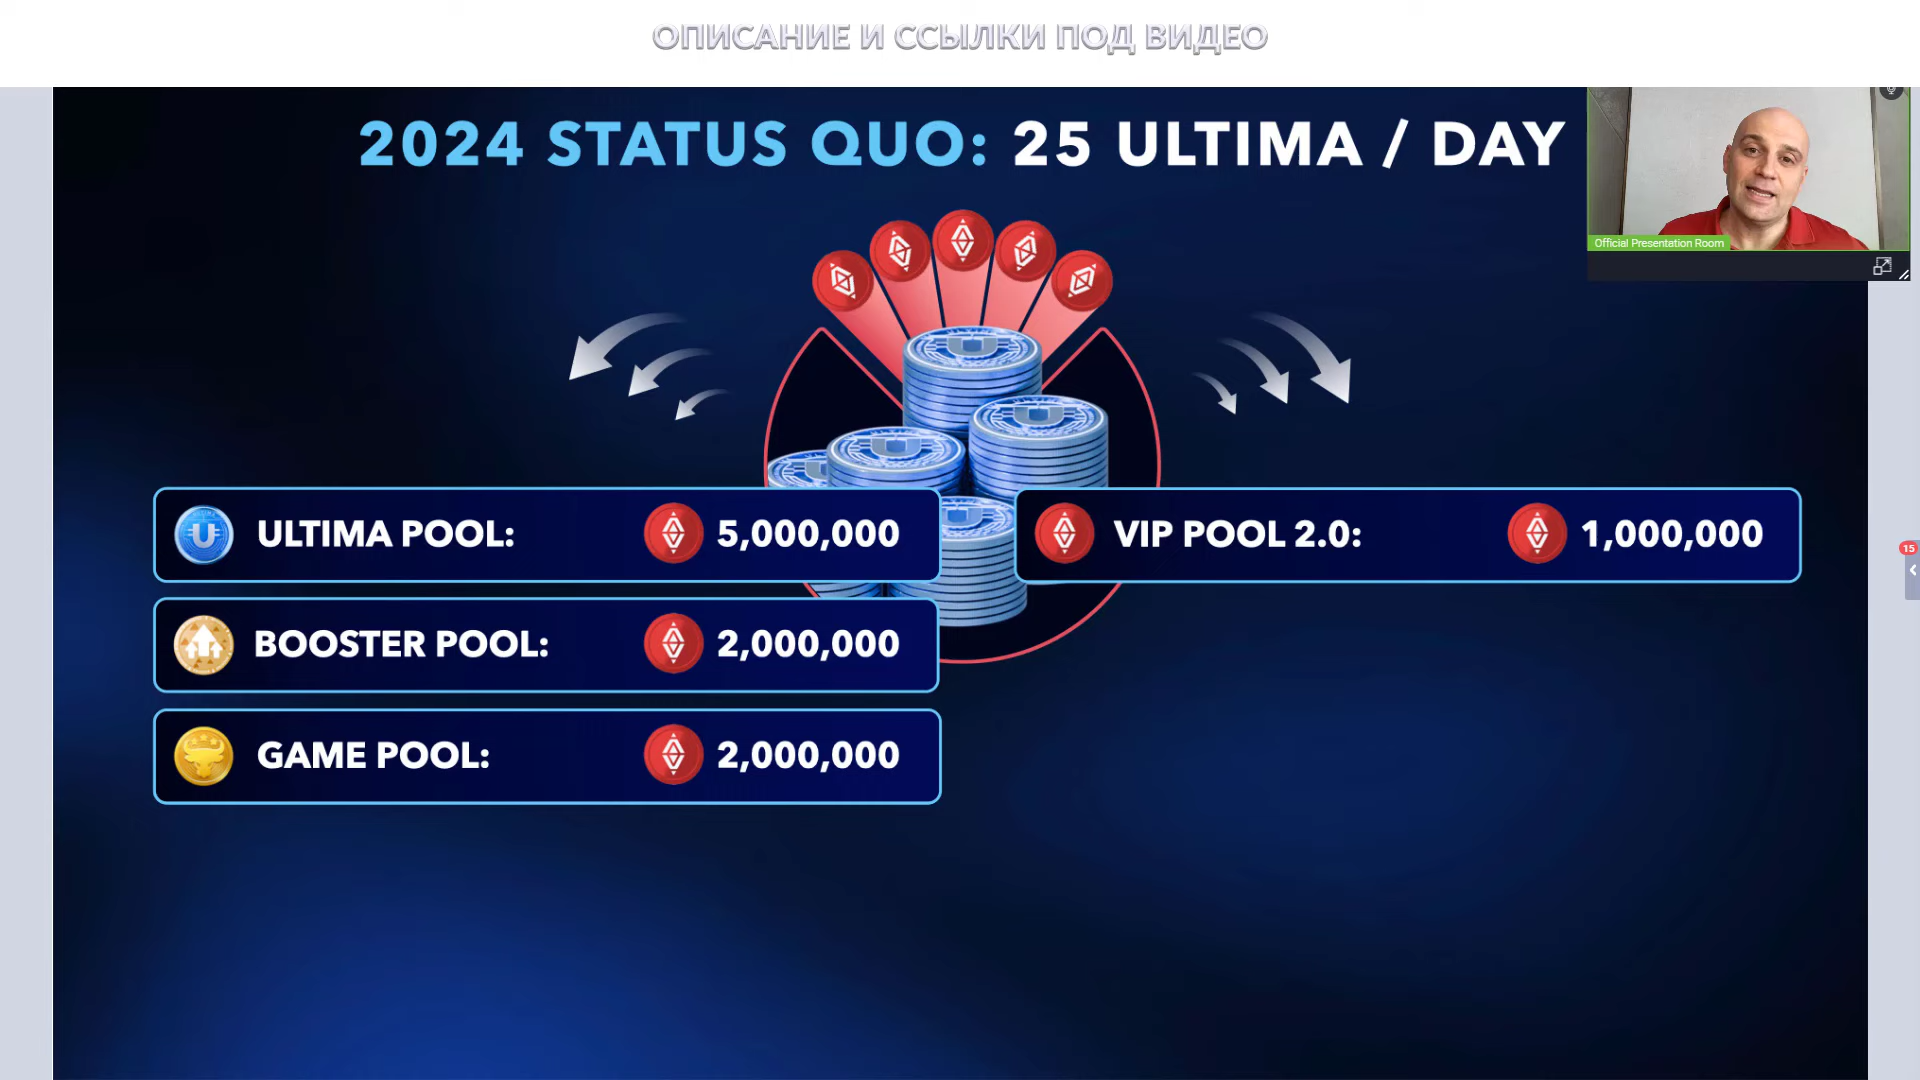 ОПИСАНИЕ И ССЫЛКИ ПОД ВИДЕО
2024 STATUS QUO: 25 ULTIMA / DAY
Official Presentation Room
ULTIMA POOL: 5,000,000
VIP POOL 2.0: 1,000,000
15
BOOSTER POOL: 2,000,000
GAME POOL: 2,000,000